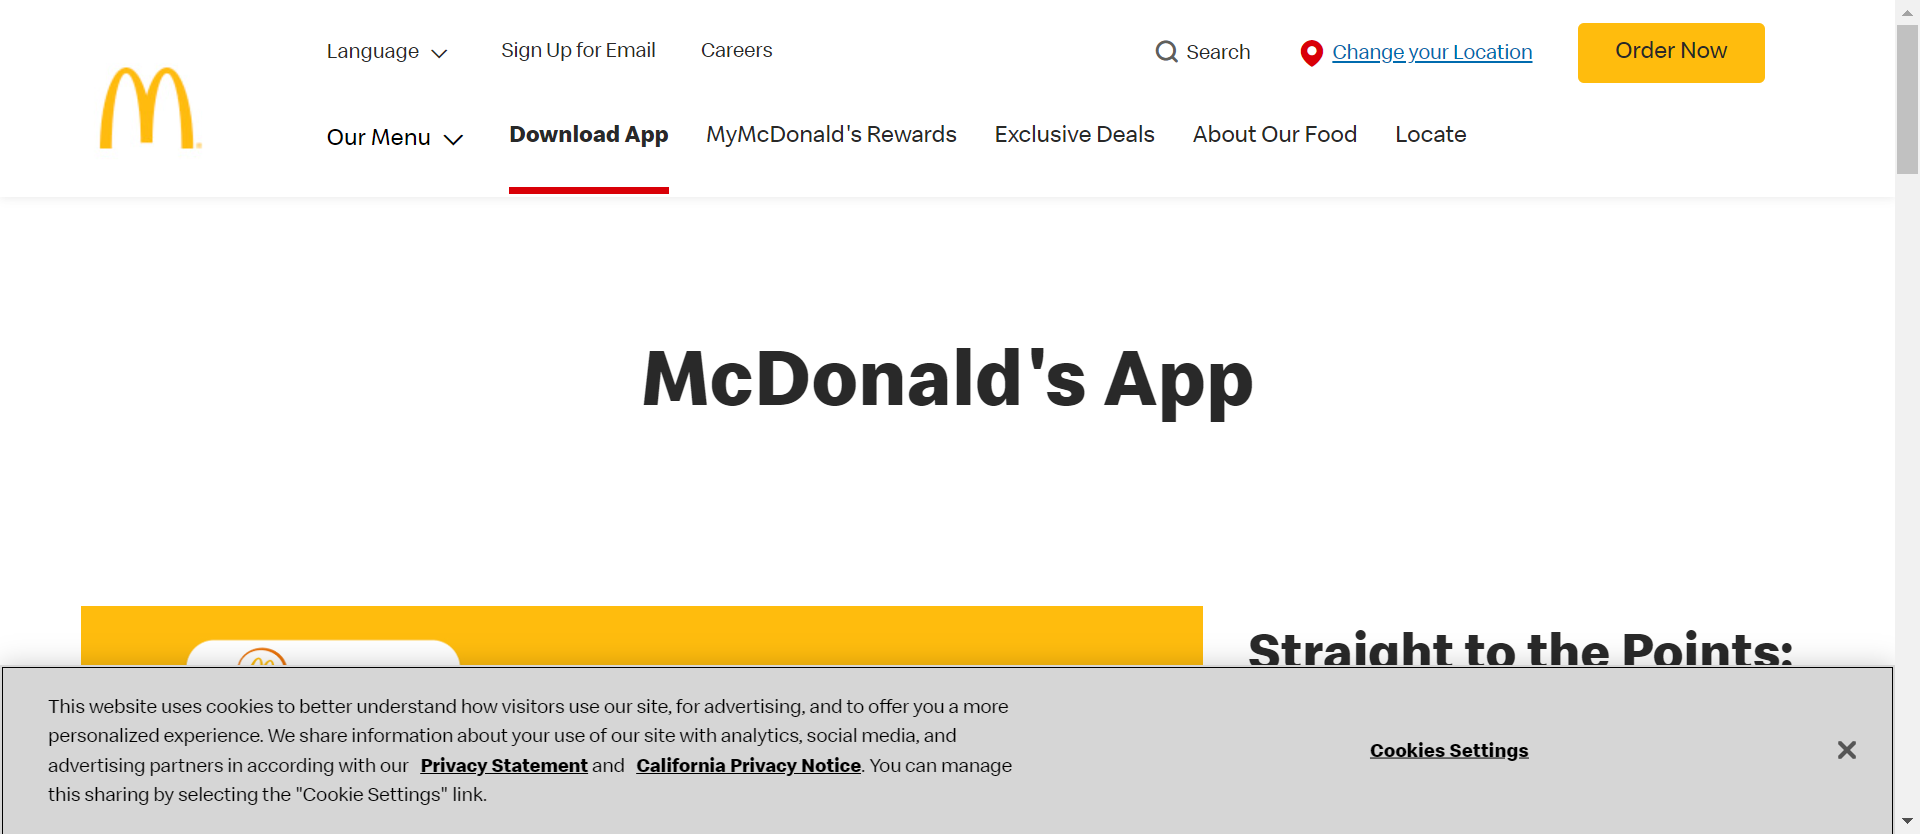 Language
Sign Up for Email
Careers
Search
Change your Location
Order Now
Our Menu
Download App
MyMcDonald's Rewards
Exclusive Deals
About Our Food
Locate
McDonald's App
Straight to the Points:
This website uses cookies to better understand how visitors use our site, for advertising, and to offer you a more
personalized experience. We share information about your use of our site with analytics, social media, and
advertising partners in according with our Privacy Statement and California Privacy Notice. You can manage
this sharing by selecting the "Cookie Settings" link.
Cookies Settings